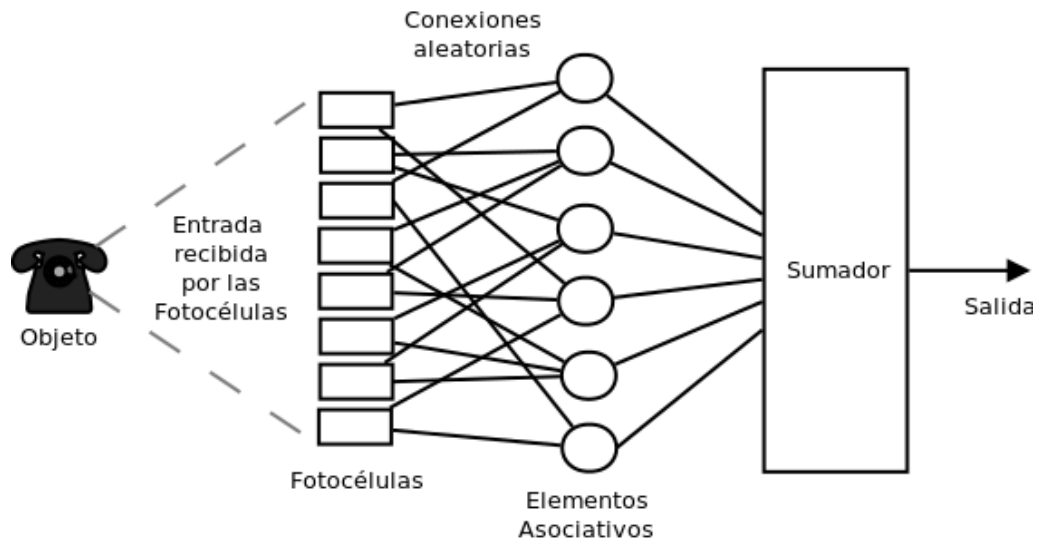 Conexiones
aleatorias
Entrada
recibida
por las
Fotocélulas
Objeto
Sumador
Salida
Fotocélulas
Elementos
Asociativos